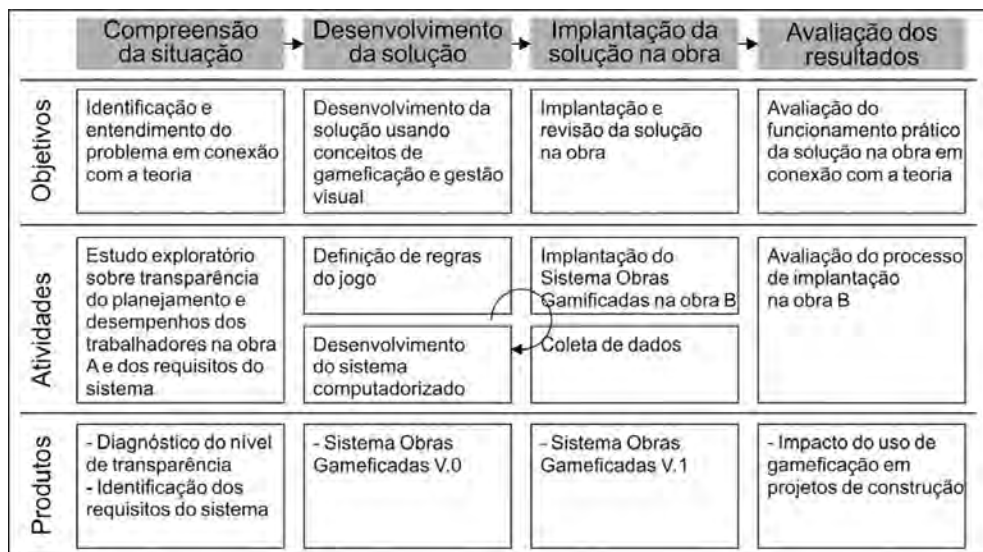 Compreensão
da situação
Desenvolvimento
da solução
Implantação da
solução na obra
Avaliação dos
resultados
Objetivos
Identificação e
entendimento do
problema em conexão
com a teoria
Desenvolvimento da
solução usando
conceitos de
gameficação e gestão
visual
Implantação e
revisão da solução
na obra
Avaliação do
funcionamento prático
da solução na obra em
conexão com a teoria
Atividades
Estudo exploratório
sobre transparência
do planejamento e
desempenhos dos
trabalhadores na obra
A e dos requisitos do
sistema
Definição de regras
do jogo
Desenvolvimento
do sistema
computadorizado
Implantação do
Sistema Obras
Gamificadas na obra B
Coleta de dados
Avaliação do processo
de implantação
na obra B
Produtos
- Diagnóstico do nível
de transparência
- Identificação dos
requisitos do sistema
- Sistema Obras
Gameficadas V.0
- Sistema Obras
Gameficadas V.1
- Impacto do uso de
gameficação em
projetos de construção